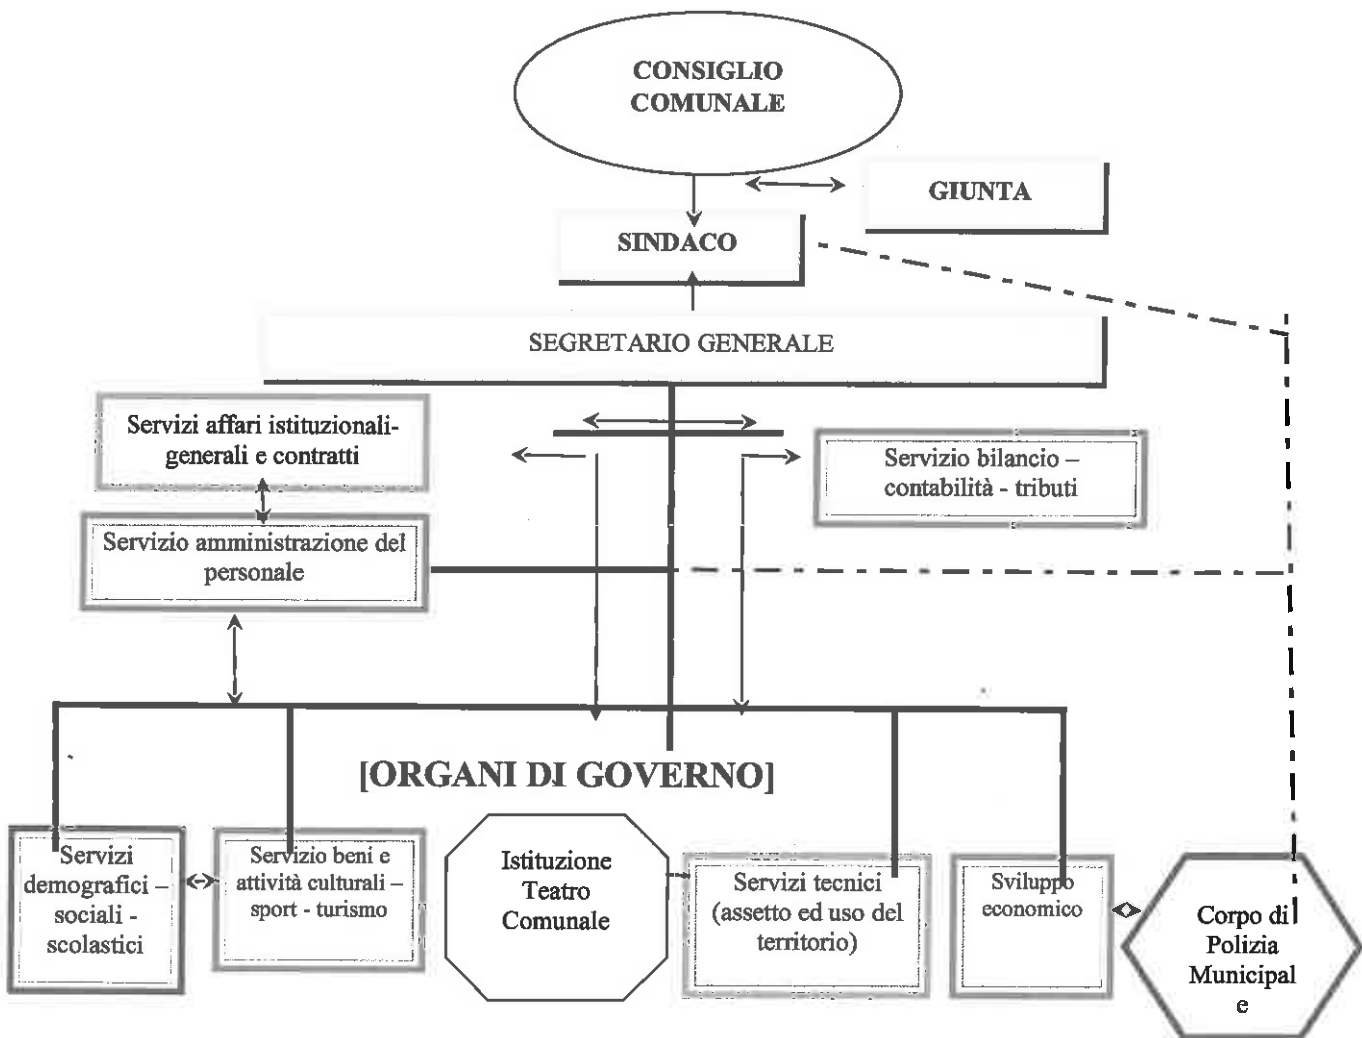 CONSIGLIO
COMUNALE
GIUNTA
SINDACO
SEGRETARIO GENERALE
Servizi affari istituzionali-
generali e contratti
Servizio bilancio –
contabilità - tributi
Servizio amministrazione del
personale
[ORGANI DI GOVERNO]
Servizi
demografici –
sociali -
scolastici
Servizio beni e
attività culturali –
sport - turismo
Istituzione
Teatro
Comunale
Servizi tecnici
(assetto ed uso del
territorio)
Sviluppo
economico
Corpo di
Polizia
Municipal
e